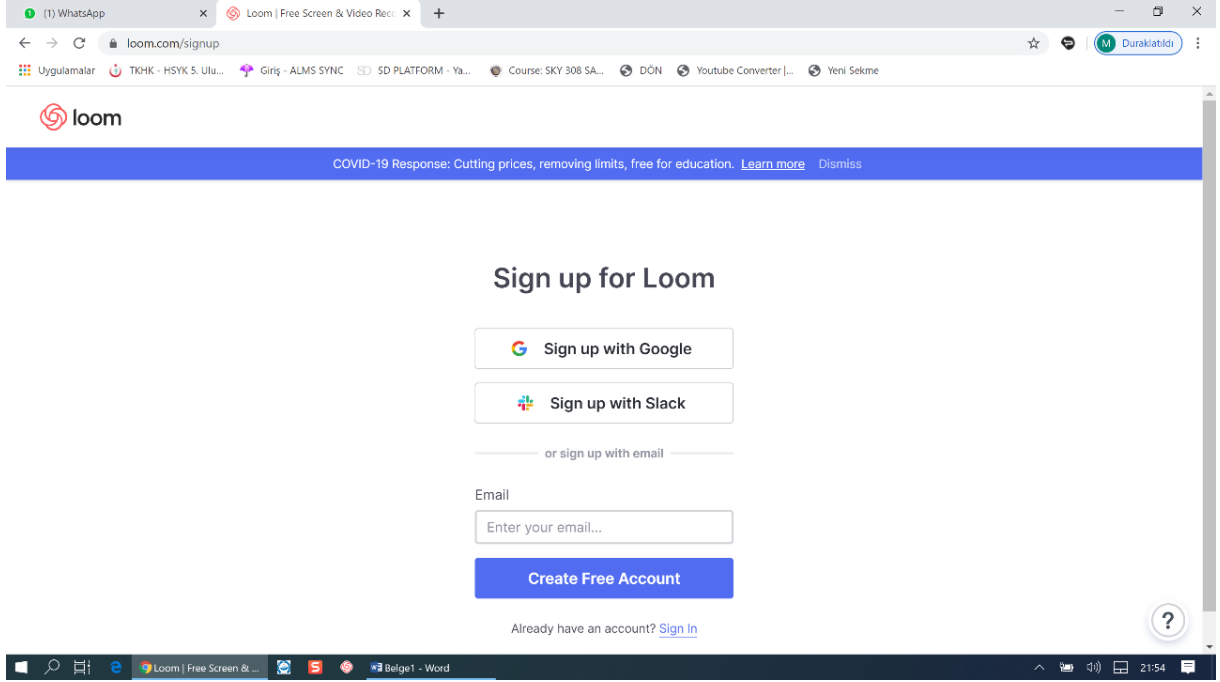 (1) WhatsApp
Loom | Free Screen & Video Rec
loom.com/signup
Duraklatıldı
Uygulamalar
TKHK - HSYK 5. Ulu...
Giriş - ALMS SYNC
SD PLATFORM - Ya...
Course: SKY 308 SA...
DÖN
Youtube Converter |...
Yeni Sekme
loom
COVID-19 Response: Cutting prices, removing limits, free for education. Learn more Dismiss
Sign up for Loom
Sign up with Google
Sign up with Slack
or sign up with email
Email
Enter your email...
Create Free Account
Already have an account? Sign In
?
Loom | Free Screen & ...
Belge1 - Word
21:54